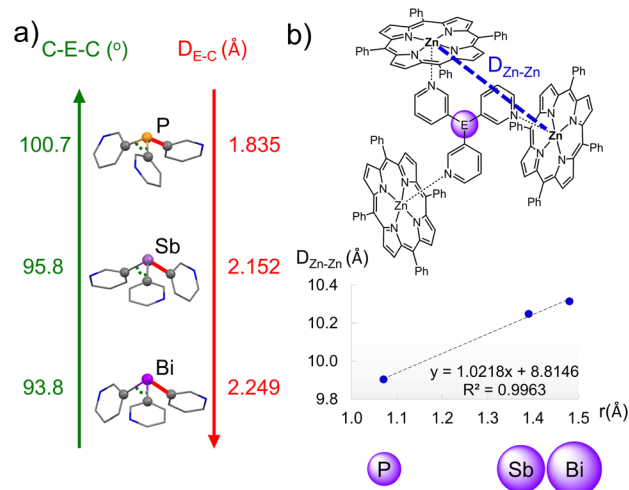 a)
C-E-C (°)
D_E-C (Å)
100.7
P
1.835
95.8
Sb
2.152
93.8
Bi
2.249
b)
Ph
Ph
N
N
Zn
N
N
Ph
Ph
D_Zn-Zn
N
N
E
N
Ph
Ph
N
N
Zn
N
N
Ph
Ph
Ph
Ph
N
N
Zn
N
N
Ph
Ph
D_Zn-Zn (Å)
10.4
10.2
10.0
9.8
y = 1.0218x + 8.8146
R² = 0.9963
1.0 1.1 1.2 1.3 1.4 1.5 r(Å)
P Sb Bi